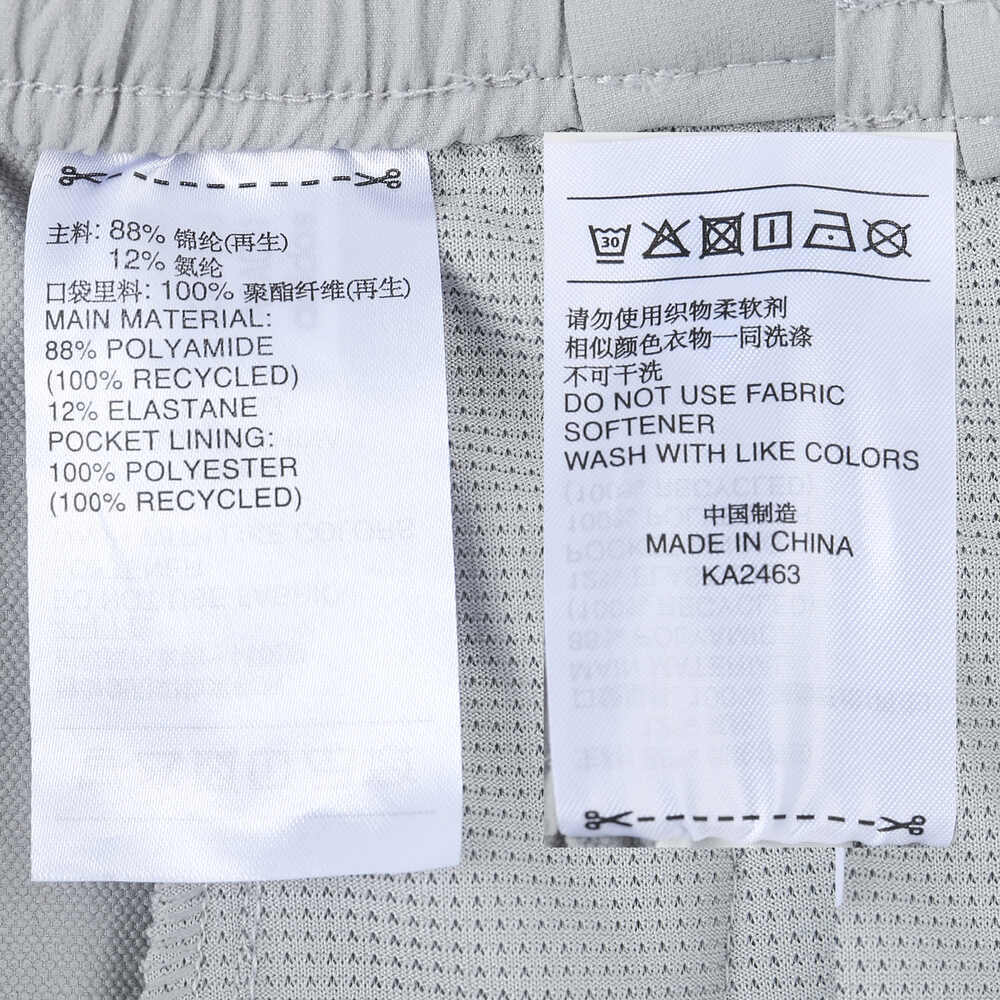 主料: 88% 锦纶(再生)
12% 氨纶
口袋里料: 100% 聚酯纤维(再生)
MAIN MATERIAL:
88% POLYAMIDE
(100% RECYCLED)
12% ELASTANE
POCKET LINING:
100% POLYESTER
(100% RECYCLED)
30
请勿使用织物柔软剂
相似颜色衣物一同洗涤
不可干洗
DO NOT USE FABRIC
SOFTENER
WASH WITH LIKE COLORS
中国制造
MADE IN CHINA
KA2463